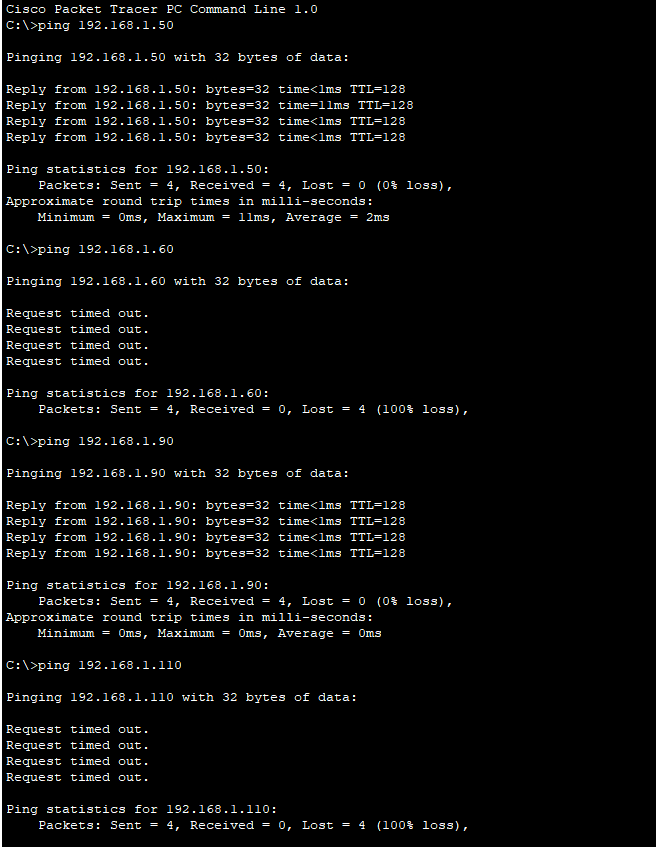 Cisco Packet Tracer PC Command Line 1.0
C:\>ping 192.168.1.50
Pinging 192.168.1.50 with 32 bytes of data:
Reply from 192.168.1.50: bytes=32 time<1ms TTL=128
Reply from 192.168.1.50: bytes=32 time=11ms TTL=128
Reply from 192.168.1.50: bytes=32 time<1ms TTL=128
Reply from 192.168.1.50: bytes=32 time<1ms TTL=128
Ping statistics for 192.168.1.50:
    Packets: Sent = 4, Received = 4, Lost = 0 (0% loss),
Approximate round trip times in milli-seconds:
    Minimum = 0ms, Maximum = 11ms, Average = 2ms
C:\>ping 192.168.1.60
Pinging 192.168.1.60 with 32 bytes of data:
Request timed out.
Request timed out.
Request timed out.
Request timed out.
Ping statistics for 192.168.1.60:
    Packets: Sent = 4, Received = 0, Lost = 4 (100% loss),
C:\>ping 192.168.1.90
Pinging 192.168.1.90 with 32 bytes of data:
Reply from 192.168.1.90: bytes=32 time<1ms TTL=128
Reply from 192.168.1.90: bytes=32 time<1ms TTL=128
Reply from 192.168.1.90: bytes=32 time<1ms TTL=128
Reply from 192.168.1.90: bytes=32 time<1ms TTL=128
Ping statistics for 192.168.1.90:
    Packets: Sent = 4, Received = 4, Lost = 0 (0% loss),
Approximate round trip times in milli-seconds:
    Minimum = 0ms, Maximum = 0ms, Average = 0ms
C:\>ping 192.168.1.110
Pinging 192.168.1.110 with 32 bytes of data:
Request timed out.
Request timed out.
Request timed out.
Request timed out.
Ping statistics for 192.168.1.110:
    Packets: Sent = 4, Received = 0, Lost = 4 (100% loss),